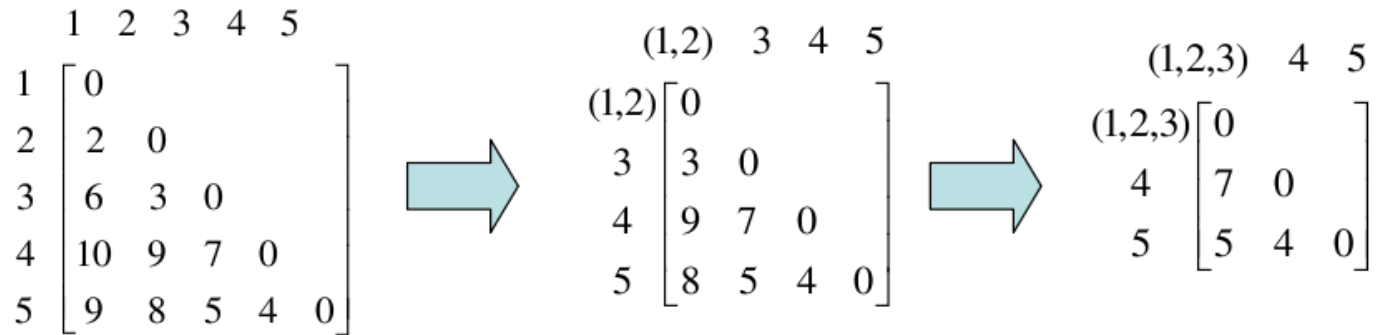 1 2 3 4 5
1 0
2 2 0
3 6 3 0
4 10 9 7 0
5 9 8 5 4 0
(1,2) 3 4 5
(1,2) 0
3 3 0
4 9 7 0
5 8 5 4 0
(1,2,3) 4 5
(1,2,3) 0
4 7 0
5 5 4 0